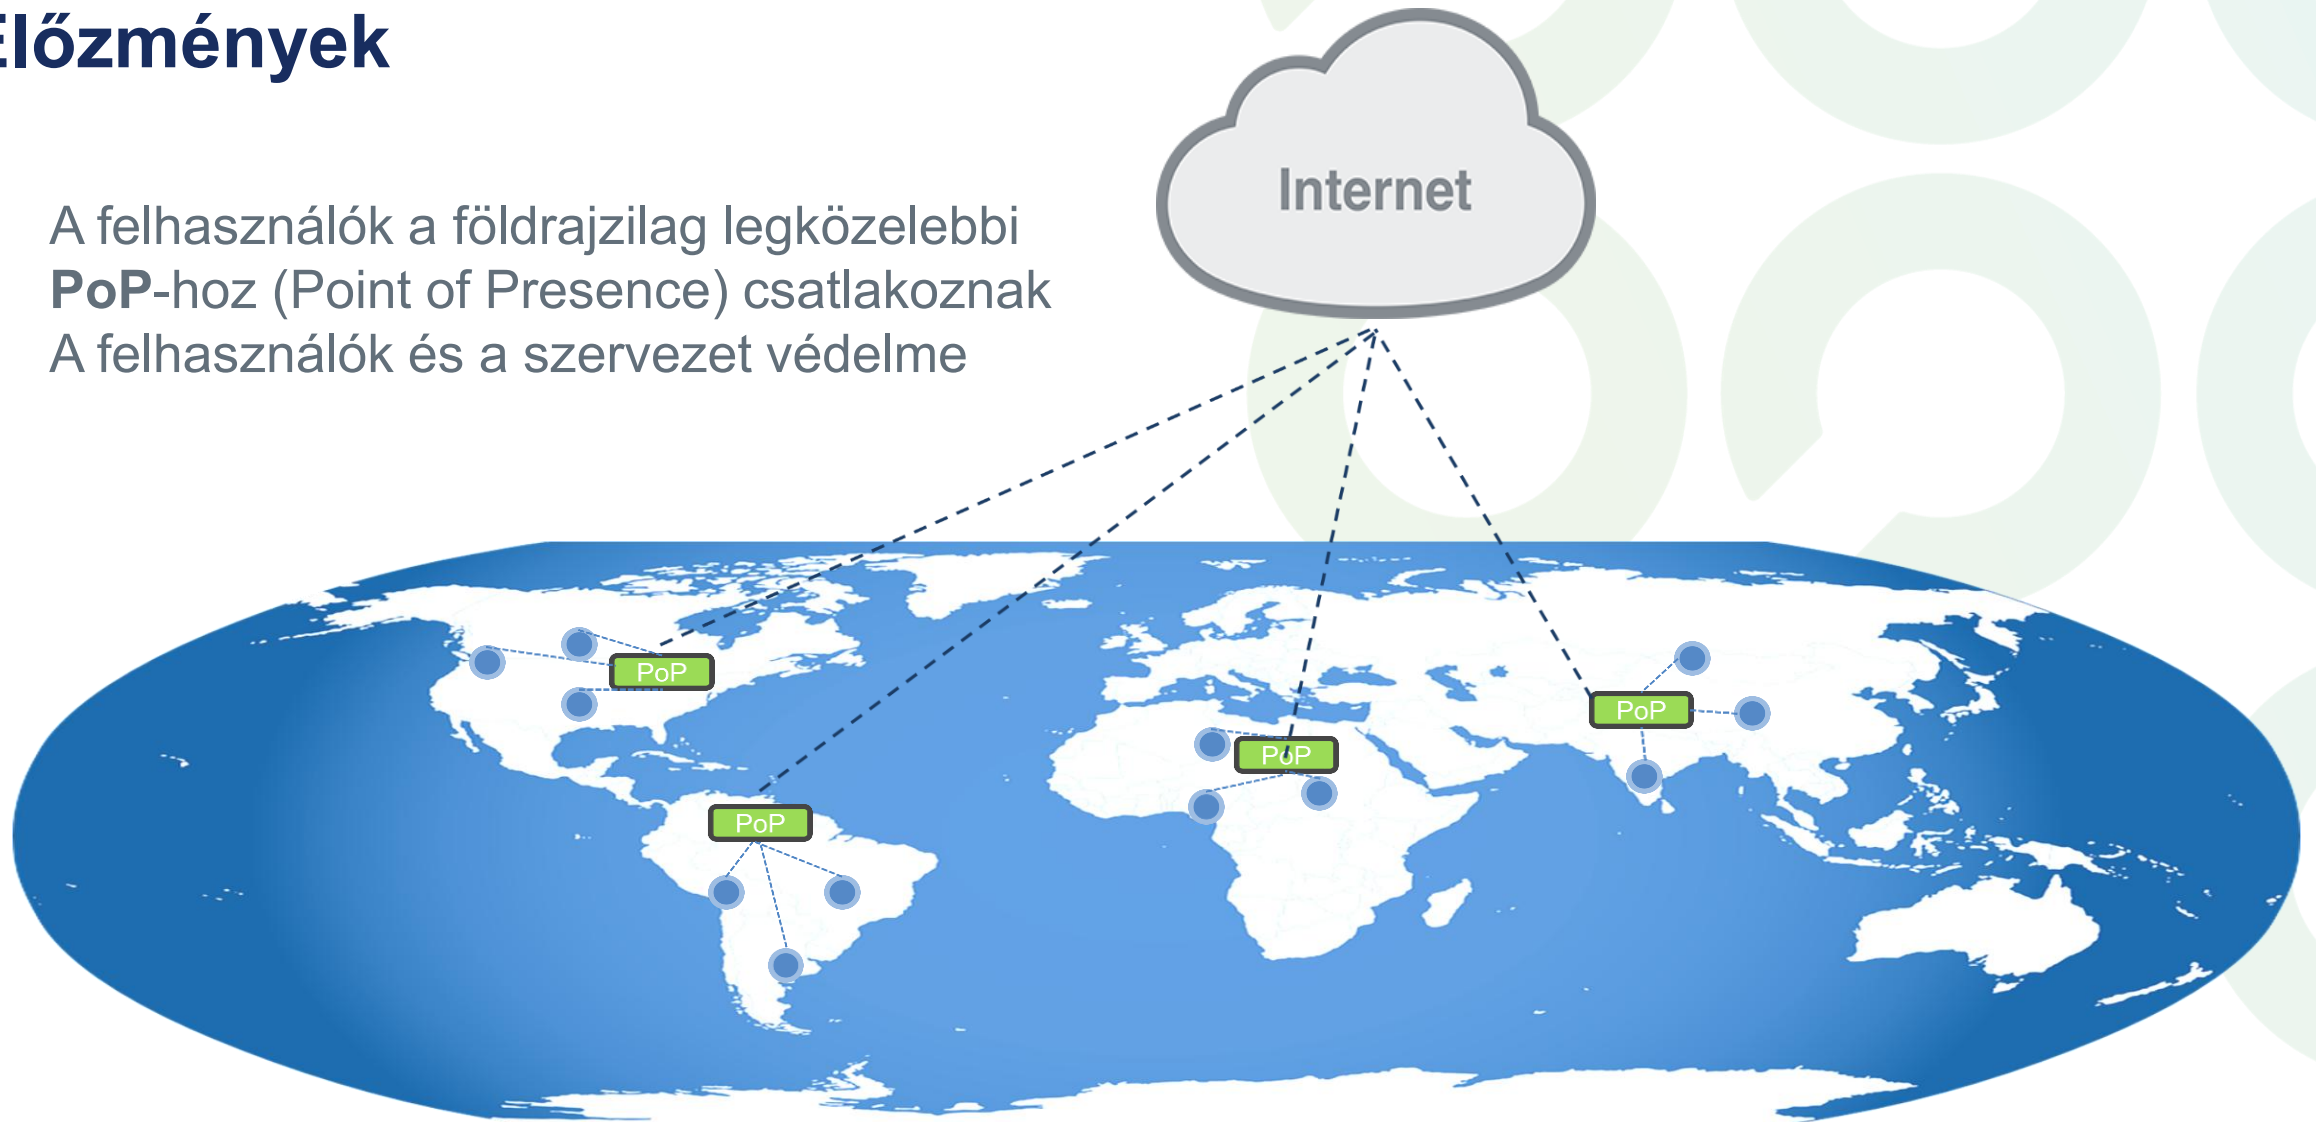 Előzmények
Internet
A felhasználók a földrajzilag legközelebbi
PoP-hoz (Point of Presence) csatlakoznak
A felhasználók és a szervezet védelme
PoP
PoP
PoP
PoP